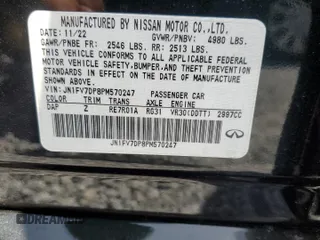 MANUFACTURED BY NISSAN MOTOR CO.,LTD.
11/22 GVWR/PNBV: 4980 LBS.
GAWR/PNBE FR: 2546 LBS. RR: 2513 LBS.
THIS VEHICLE CONFORMS TO ALL APPLICABLE FEDERAL
MOTOR VEHICLE SAFETY, BUMPER, AND THEFT PREVENTION
STANDARDS IN EFFECT ON THE DATE OF MANUFACTURE
SHOWN ABOVE.
VIN: JN1FV7DP8PM570247 PASSENGER CAR
COLOR TRIM TRANS AXLE ENGINE
DAP Z RE7R01A RG31 VR30(DDTT) 2997CC
JN1FV7DP8PM570247
INFINITI
DREAMBID